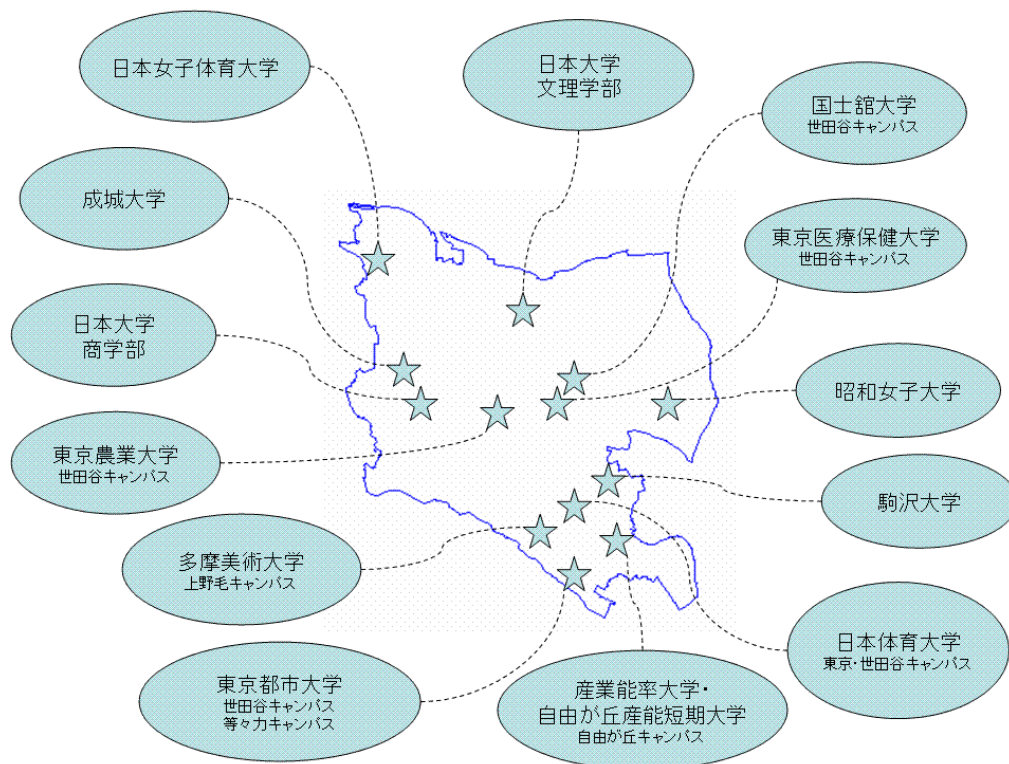 日本女子体育大学
日本大学
文理学部
国士舘大学
世田谷キャンパス
成城大学
東京医療保健大学
世田谷キャンパス
日本大学
商学部
昭和女子大学
東京農業大学
世田谷キャンパス
駒沢大学
多摩美術大学
上野毛キャンパス
日本体育大学
東京・世田谷キャンパス
東京都市大学
世田谷キャンパス
等々力キャンパス
産業能率大学・
自由が丘産能短期大学
自由が丘キャンパス